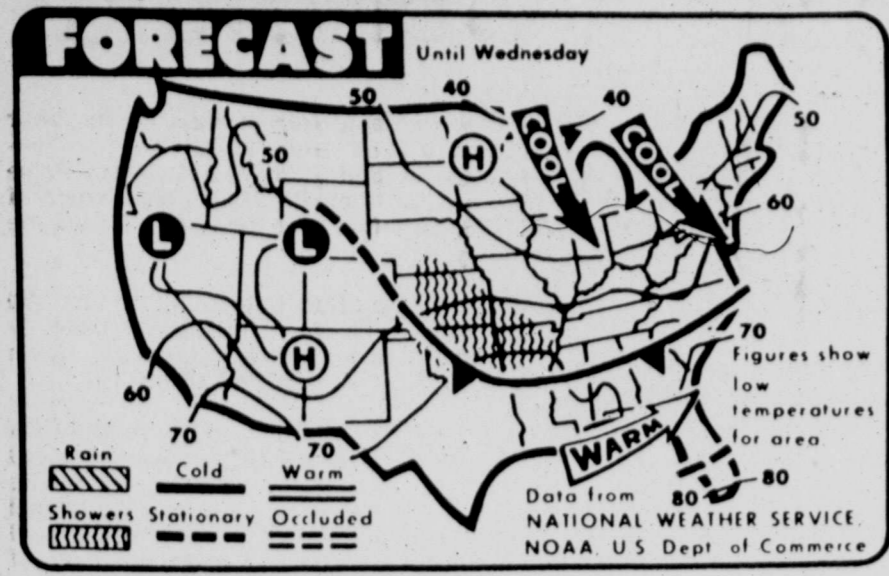 FORECAST
Until Wednesday
50 40 40
50
50
H
COOL
COOL
60
L
L
H
70
60
70
70
WARM
80
80
Figures show
low
temperatures
for area
Rain Cold Warm
Showers Stationary Occluded
Data from
NATIONAL WEATHER SERVICE,
NOAA, U S Dept of Commerce